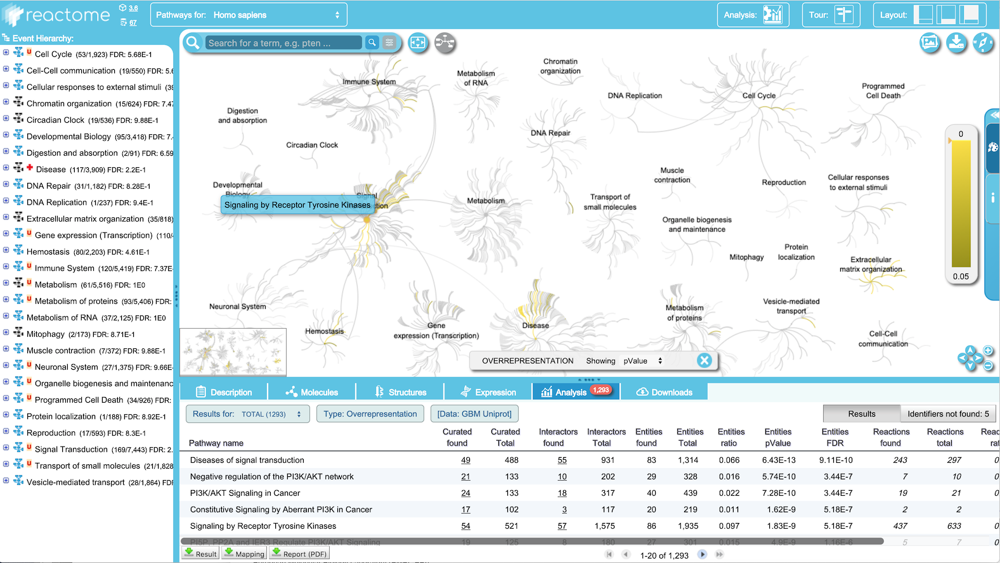 reactome
3.6
67
Pathways for: Homo sapiens
Analysis:
Tour:
Layout:
Event Hierarchy:
Cell Cycle (53/1,923) FDR: 5.68E-1
Cell-Cell communication (19/550) FDR: 5.6
Cellular responses to external stimuli (39
Chromatin organization (15/624) FDR: 7.47
Circadian Clock (19/536) FDR: 9.88E-1
Developmental Biology (95/3,418) FDR: 7.
Digestion and absorption (2/91) FDR: 6.59
Disease (117/3,909) FDR: 2.2E-1
DNA Repair (31/1,182) FDR: 8.28E-1
DNA Replication (1/237) FDR: 9.4E-1
Extracellular matrix organization (35/818)
Gene expression (Transcription) (110/
Hemostasis (80/2,203) FDR: 4.61E-1
Immune System (120/5,419) FDR: 7.37E-
Metabolism (61/5,516) FDR: 1E0
Metabolism of proteins (93/5,406) FDR:
Metabolism of RNA (37/2,125) FDR: 1E0
Mitophagy (2/173) FDR: 8.71E-1
Muscle contraction (7/372) FDR: 9.88E-1
Neuronal System (27/1,375) FDR: 9.66E-
Organelle biogenesis and maintenanc
Programmed Cell Death (34/926) FDR:
Protein localization (1/188) FDR: 8.92E-1
Reproduction (17/593) FDR: 8.3E-1
Signal Transduction (169/7,443) FDR: 2.
Transport of small molecules (21/1,828
Vesicle-mediated transport (28/1,864) FDF
Search for a term, e.g. pten ...
Immune System
Metabolism
of RNA
Chromatin
organization
DNA Replication
Cell Cycle
Programmed
Cell Death
Digestion
and absorption
DNA Repair
Circadian Clock
Developmental
Biology
Signal
ction
Signaling by Receptor Tyrosine Kinases
Metabolism
Transport of
small molecules
Muscle
contraction
Reproduction
Cellular responses
to external stimuli
Organelle biogenesis
and maintenance
Mitophagy
Protein
localization
Extracellular
matrix organization
Neuronal System
Hemostasis
Gene
expression (Transcription)
Disease
Metabolism
of proteins
Vesicle-mediated
transport
Cell-Cell
communication
0
0.05
OVERREPRESENTATION Showing pValue
Description Molecules Structures Expression Analysis 1,293 Downloads
Results for: TOTAL (1293) Type: Overrepresentation [Data: GBM Uniprot] Results Identifiers not found: 5
Pathway name Curated found Curated Total Interactors found Interactors Total Entities found Entities Total Entities ratio Entities pValue Entities FDR Reactions found Reactions total Reac rat
Diseases of signal transduction 49 488 55 931 83 1,314 0.066 6.43E-13 9.11E-10 243 297 0
Negative regulation of the PI3K/AKT network 21 133 10 202 29 328 0.016 5.74E-10 3.44E-7 7 10 0
PI3K/AKT Signaling in Cancer 24 133 18 317 40 439 0.022 7.28E-10 3.44E-7 19 21 0
Constitutive Signaling by Aberrant PI3K in Cancer 17 102 3 117 20 219 0.011 1.62E-9 5.18E-7 2 2 0
Signaling by Receptor Tyrosine Kinases 54 521 57 1,575 86 1,935 0.097 1.83E-9 5.18E-7 437 633 0
PI5P, PP2A and IER3 Regulate PI3K/AKT Signaling 19 125 8 180 27 301 0.015 4.9E-9 1.16E-6 5 7 0
Result Mapping Report (PDF) 1-20 of 1,293